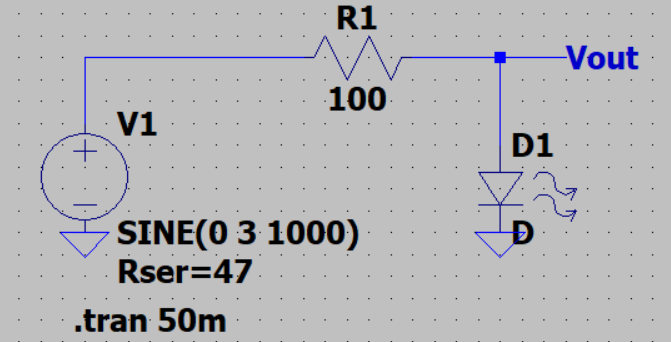 R1
100
Vout
V1
D1
SINE(0 3 1000)
D
Rser=47
.tran 50m